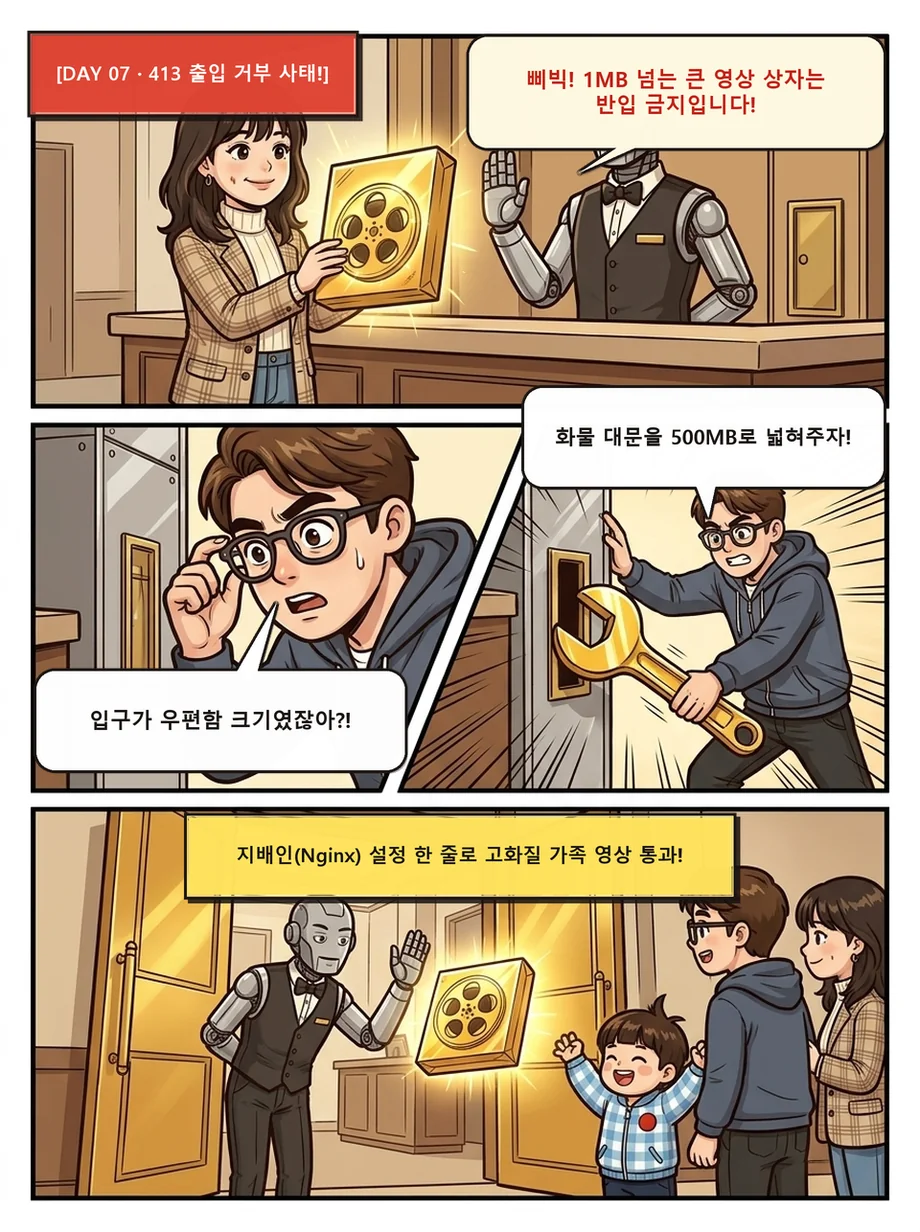 [DAY 07 · 413 출입 거부 사태!]
삐빅! 1MB 넘는 큰 영상 상자는
반입 금지입니다!
입구가 우편함 크기였잖아?!
화물 대문을 500MB로 넓혀주자!
지배인(Nginx) 설정 한 줄로 고화질 가족 영상 통과!